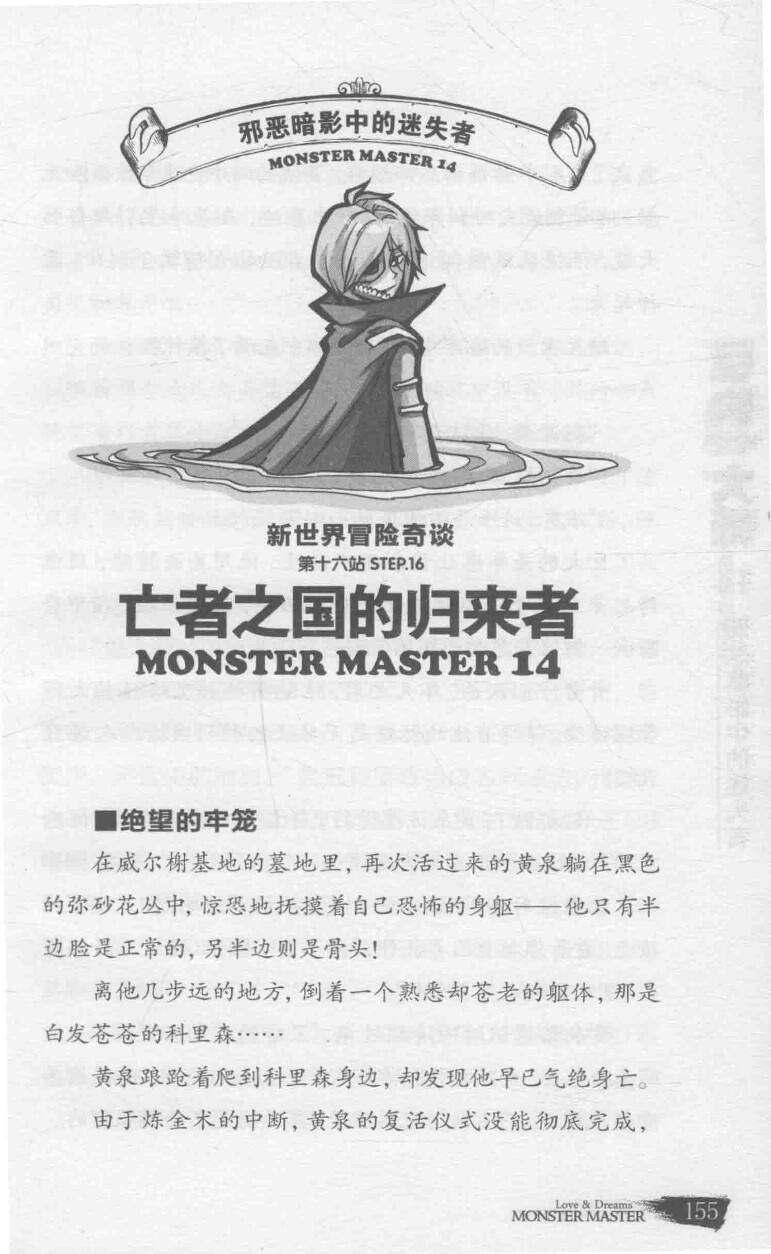 邪恶暗影中的迷失者
MONSTER MASTER 14
新世界冒险奇谈
第十六站 STEP.16
亡者之国的归来者
MONSTER MASTER 14
■绝望的牢笼
在威尔榭基地的墓地里，再次活过来的黄泉躺在黑色
的弥砂花丛中，惊恐地抚摸着自己恐怖的身躯——他只有半
边脸是正常的，另半边则是骨头！
离他几步远的地方，倒着一个熟悉却苍老的躯体，那是
白发苍苍的科里森……
黄泉踉跄着爬到科里森身边，却发现他早已气绝身亡。
由于炼金术的中断，黄泉的复活仪式没能彻底完成，
Love & Dreams
MONSTER MASTER 155